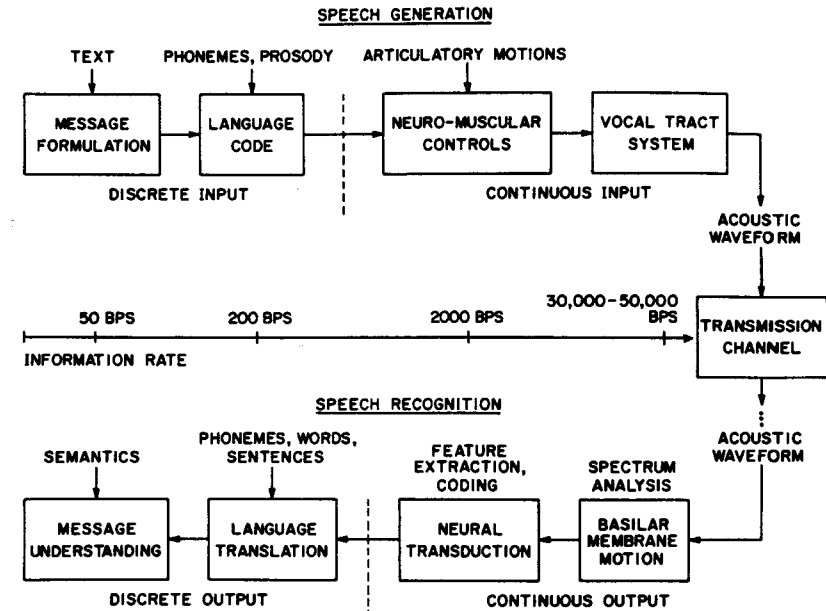 SPEECH GENERATION
TEXT
PHONEMES, PROSODY
ARTICULATORY MOTIONS
MESSAGE
FORMULATION
LANGUAGE
CODE
NEURO-MUSCULAR
CONTROLS
VOCAL TRACT
SYSTEM
DISCRETE INPUT
CONTINUOUS INPUT
ACOUSTIC
WAVEFORM
50 BPS
200 BPS
2000 BPS
30,000-50,000
BPS
TRANSMISSION
CHANNEL
INFORMATION RATE
SPEECH RECOGNITION
ACOUSTIC
WAVEFORM
SEMANTICS
PHONEMES, WORDS,
SENTENCES
FEATURE
EXTRACTION,
CODING
SPECTRUM
ANALYSIS
MESSAGE
UNDERSTANDING
LANGUAGE
TRANSLATION
NEURAL
TRANSDUCTION
BASILAR
MEMBRANE
MOTION
DISCRETE OUTPUT
CONTINUOUS OUTPUT